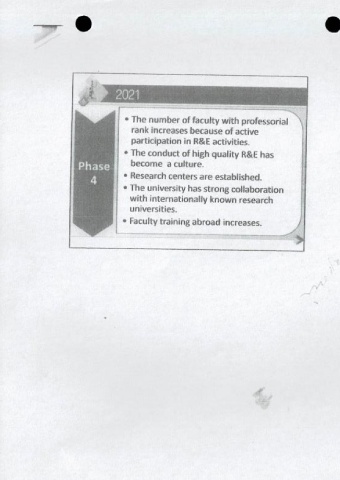 2021
Phase
4
• The number of faculty with professorial
rank increases because of active
participation in R&E activities.
• The conduct of high quality R&E has
become a culture.
• Research centers are established.
• The university has strong collaboration
with internationally known research
universities.
• Faculty training abroad increases.